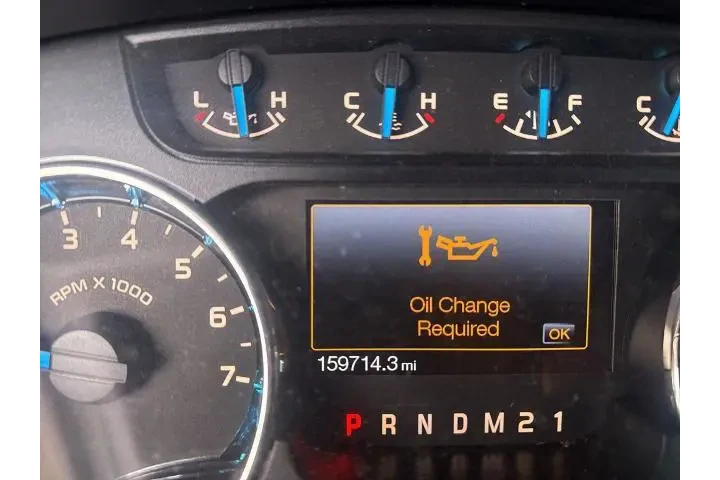 L H
C H
E F
C
3
4
5
6
7
RPM X 1000
Oil Change
Required
OK
159714.3 mi
P R N D M 2 1